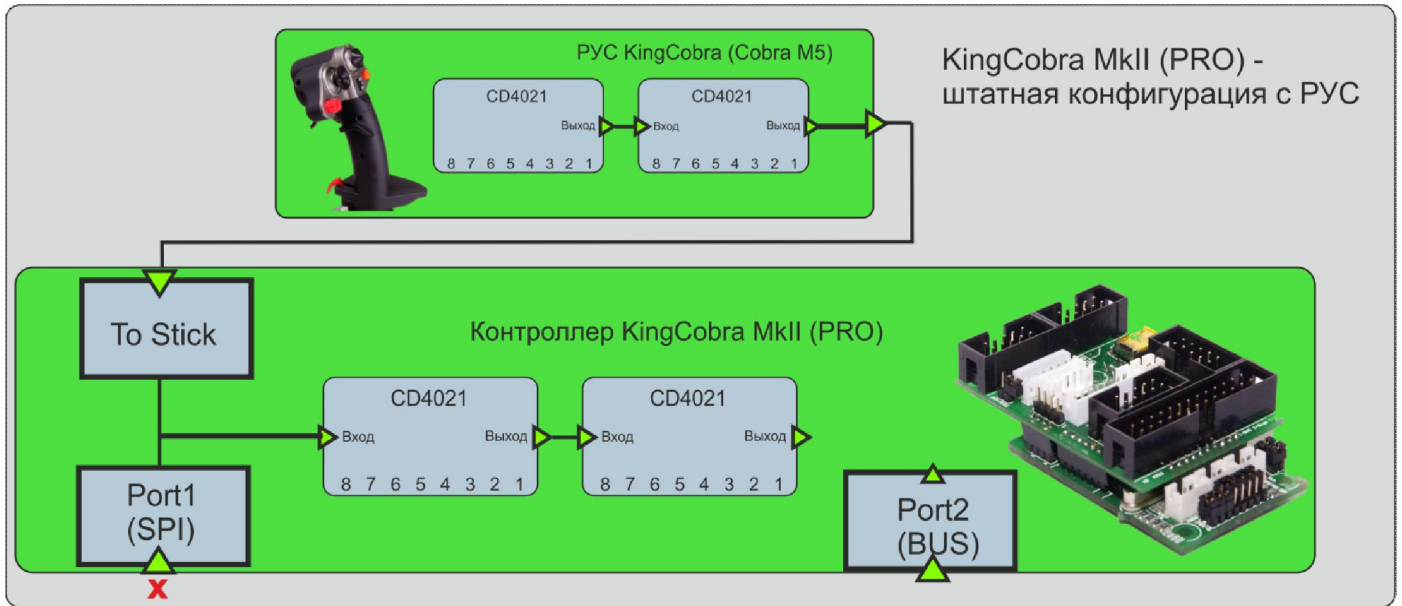 РУС KingCobra (Cobra M5)
KingCobra MkII (PRO) -
штатная конфигурация с РУС
CD4021
CD4021
Выход
Вход
Выход
8 7 6 5 4 3 2 1
8 7 6 5 4 3 2 1
To Stick
Контроллер KingCobra MkII (PRO)
CD4021
CD4021
Вход
Выход
Вход
Выход
8 7 6 5 4 3 2 1
8 7 6 5 4 3 2 1
Port1
(SPI)
Port2
(BUS)
x